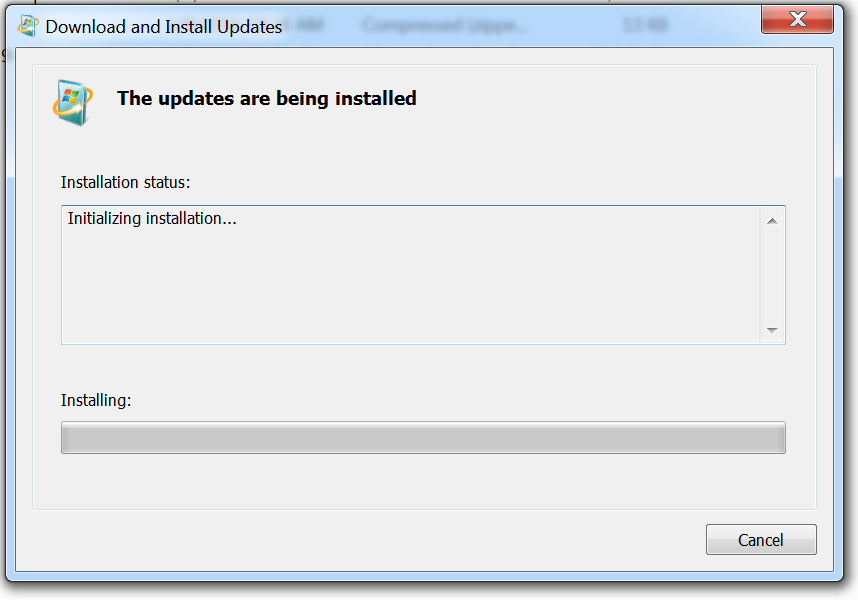 Download and Install Updates
The updates are being installed
Installation status:
Initializing installation...
Installing:
Cancel